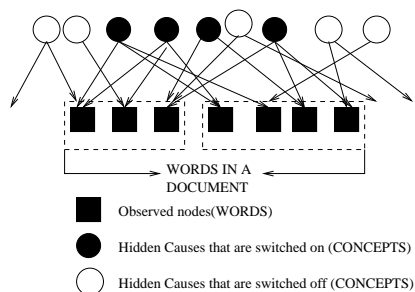 WORDS IN A
DOCUMENT
Observed nodes(WORDS)
Hidden Causes that are switched on (CONCEPTS)
Hidden Causes that are switched off (CONCEPTS)